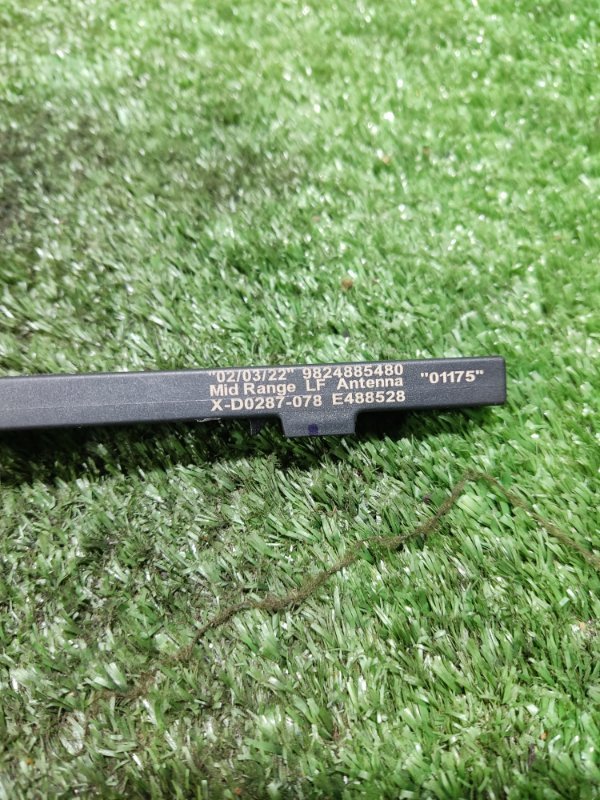 "02/03/22" 9824885480
Mid Range LF Antenna "01175"
X-D0287-078 E488528